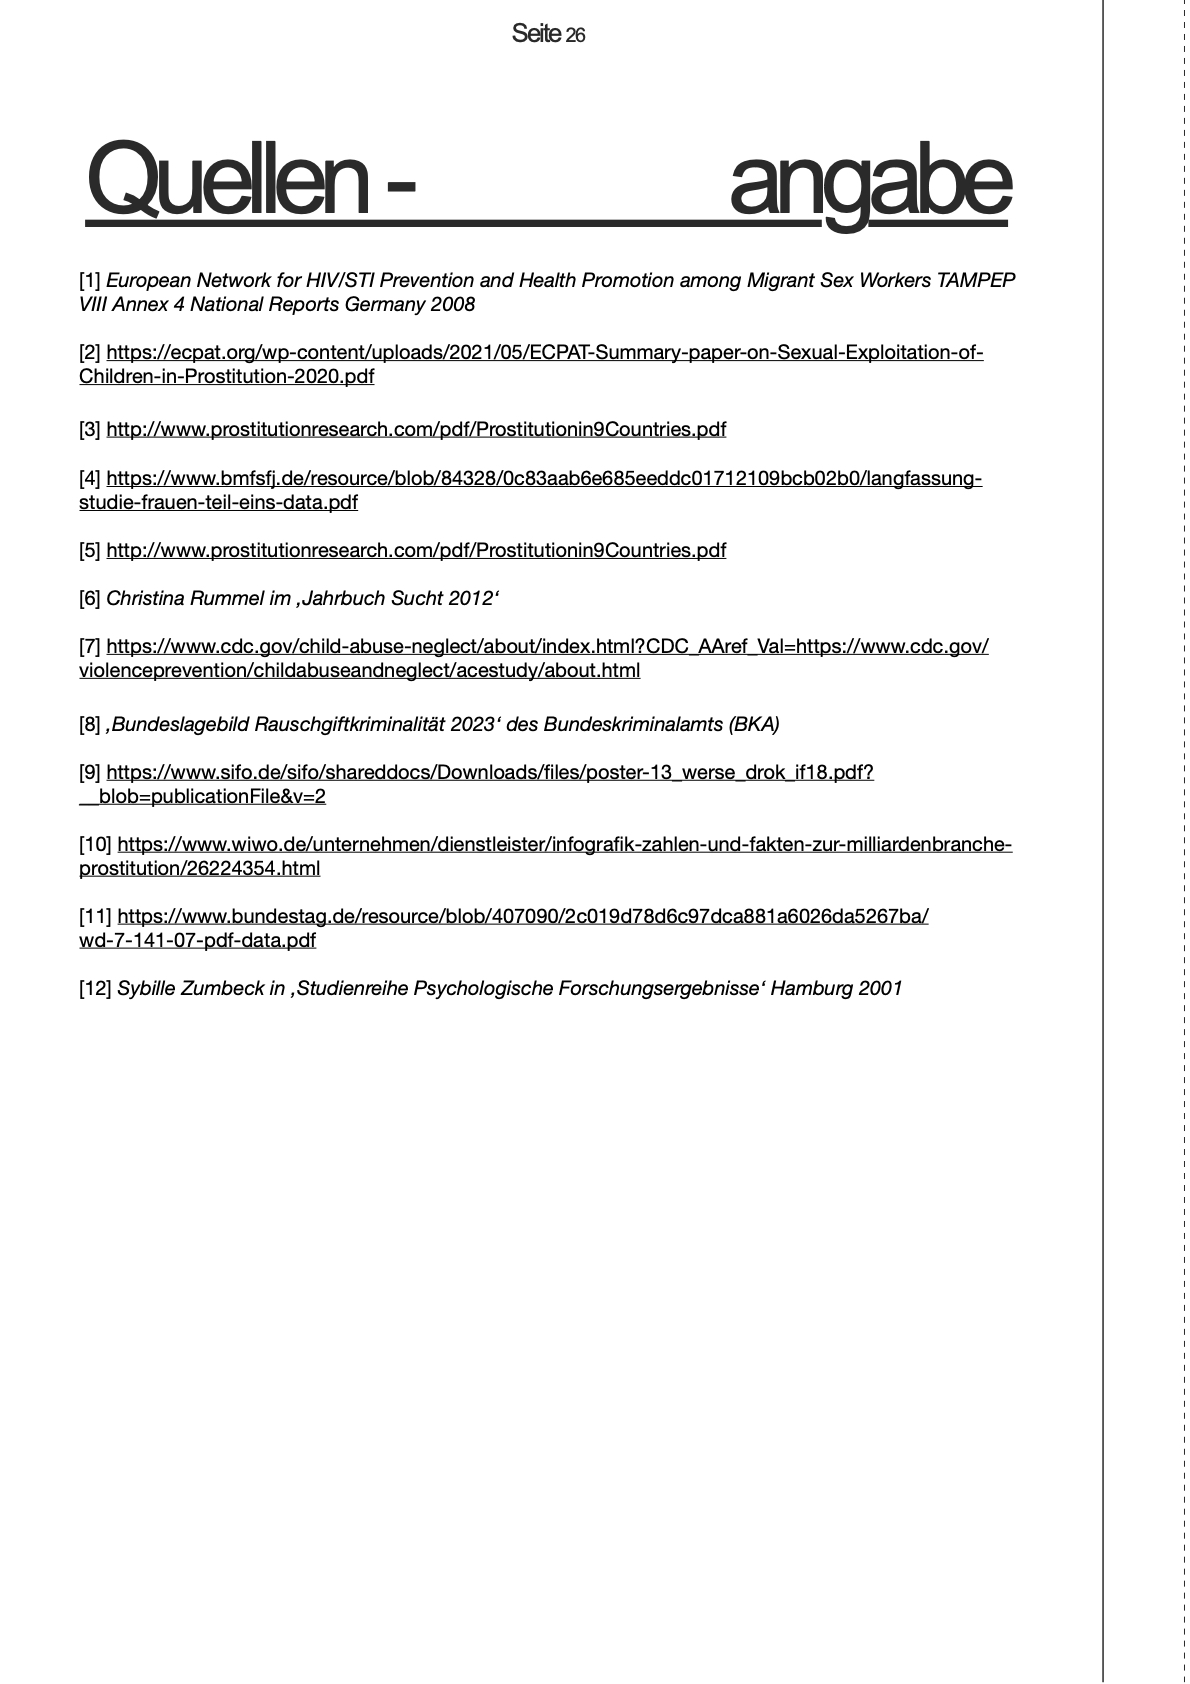 Seite 26
Quellen - angabe
[1] European Network for HIV/STI Prevention and Health Promotion among Migrant Sex Workers TAMPEP
VIII Annex 4 National Reports Germany 2008
[2] https://ecpat.org/wp-content/uploads/2021/05/ECPAT-Summary-paper-on-Sexual-Exploitation-of-
Children-in-Prostitution-2020.pdf
[3] http://www.prostitutionresearch.com/pdf/Prostitutionin9Countries.pdf
[4] https://www.bmfsfj.de/resource/blob/84328/0c83aab6e685eeddc01712109bcb02b0/langfassung-
studie-frauen-teil-eins-data.pdf
[5] http://www.prostitutionresearch.com/pdf/Prostitutionin9Countries.pdf
[6] Christina Rummel im ‚Jahrbuch Sucht 2012‘
[7] https://www.cdc.gov/child-abuse-neglect/about/index.html?CDC_AAref_Val=https://www.cdc.gov/
violenceprevention/childabuseandneglect/acestudy/about.html
[8] ‚Bundeslagebild Rauschgiftkriminalität 2023‘ des Bundeskriminalamts (BKA)
[9] https://www.sifo.de/sifo/shareddocs/Downloads/files/poster-13_werse_drok_if18.pdf?
__blob=publicationFile&v=2
[10] https://www.wiwo.de/unternehmen/dienstleister/infografik-zahlen-und-fakten-zur-milliardenbranche-
prostitution/26224354.html
[11] https://www.bundestag.de/resource/blob/407090/2c019d78d6c97dca881a6026da5267ba/
wd-7-141-07-pdf-data.pdf
[12] Sybille Zumbeck in ‚Studienreihe Psychologische Forschungsergebnisse‘ Hamburg 2001